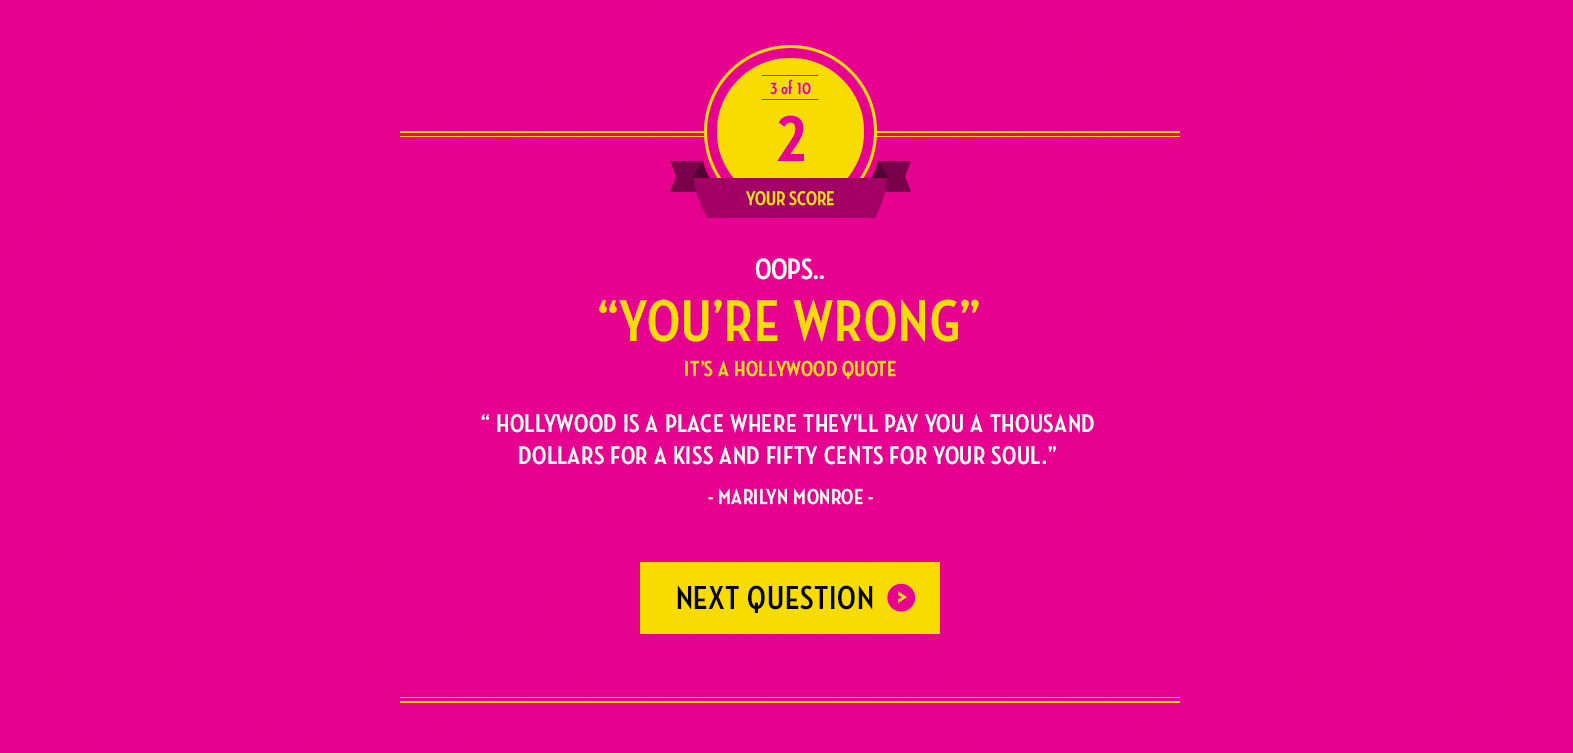 3 of 10
2
YOUR SCORE
OOPS..
“YOU’RE WRONG”
IT’S A HOLLYWOOD QUOTE
“ HOLLYWOOD IS A PLACE WHERE THEY'LL PAY YOU A THOUSAND
DOLLARS FOR A KISS AND FIFTY CENTS FOR YOUR SOUL.”
- MARILYN MONROE -
NEXT QUESTION >